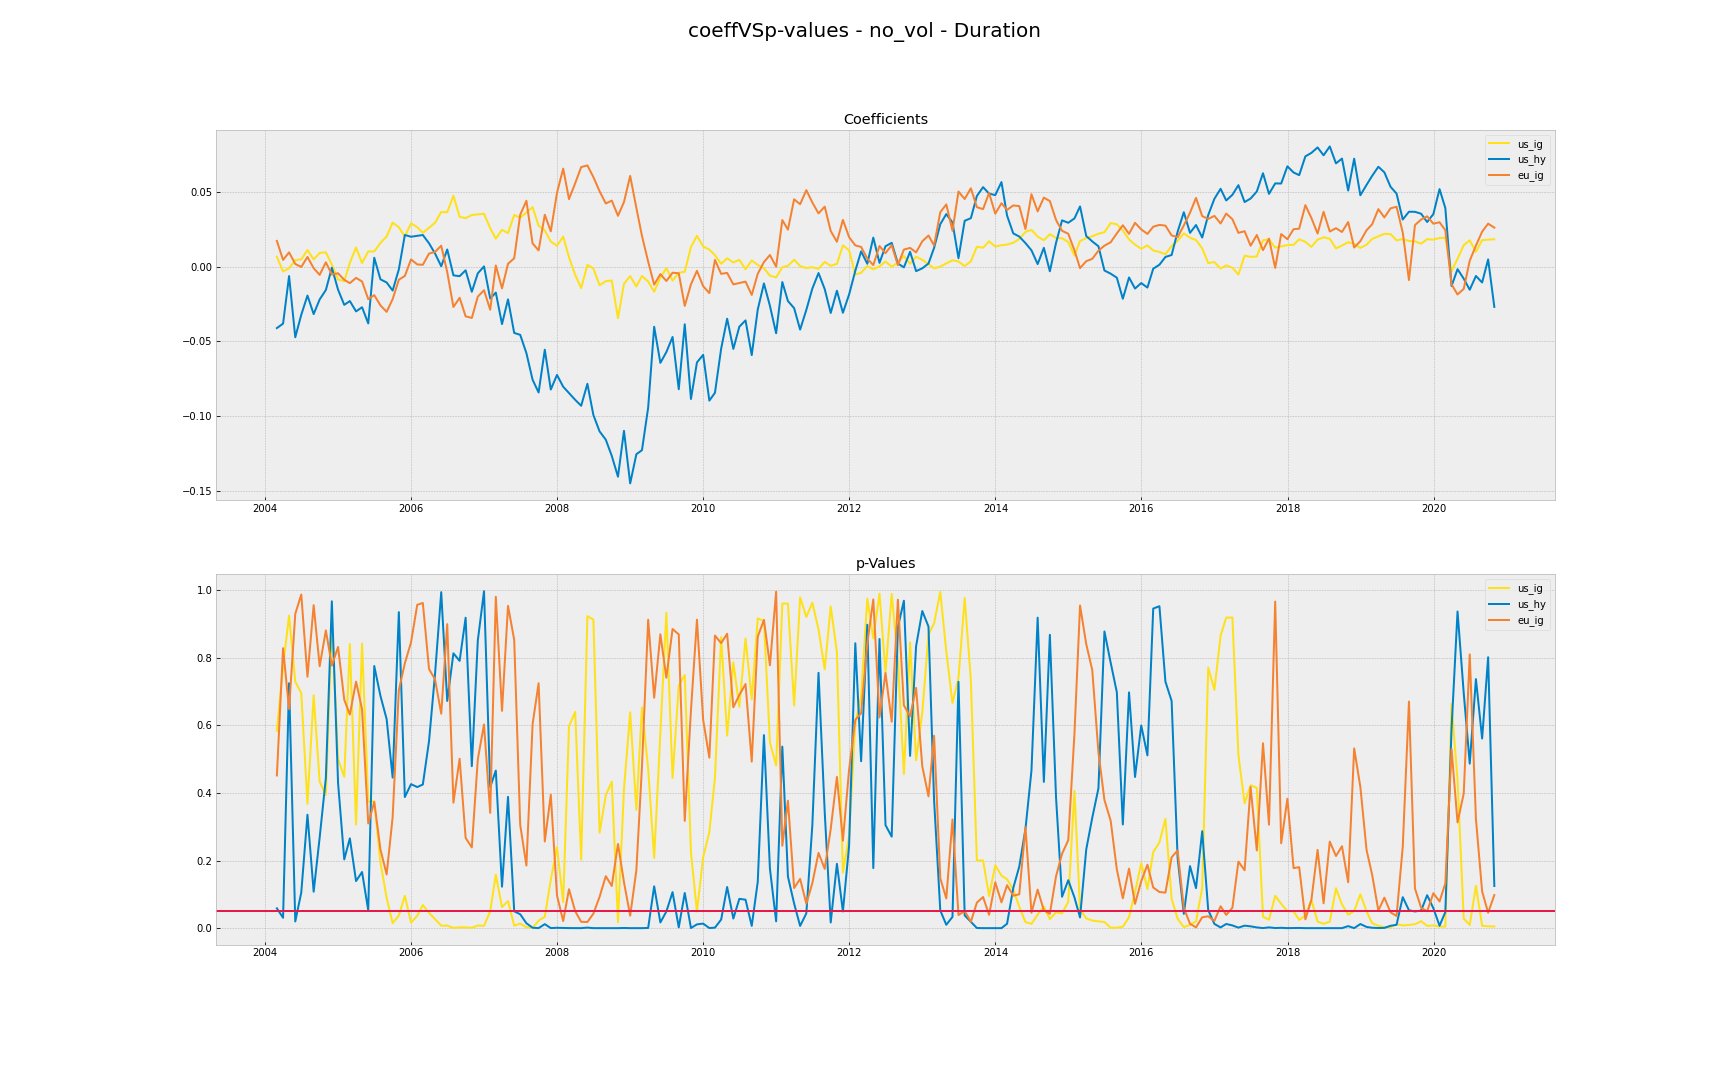 coeffVSp-values - no_vol - Duration
Coefficients
us_ig
us_hy
eu_ig
0.05
0.00
−0.05
−0.10
−0.15
2004 2006 2008 2010 2012 2014 2016 2018 2020
p-Values
us_ig
us_hy
eu_ig
1.0
0.8
0.6
0.4
0.2
0.0
2004 2006 2008 2010 2012 2014 2016 2018 2020